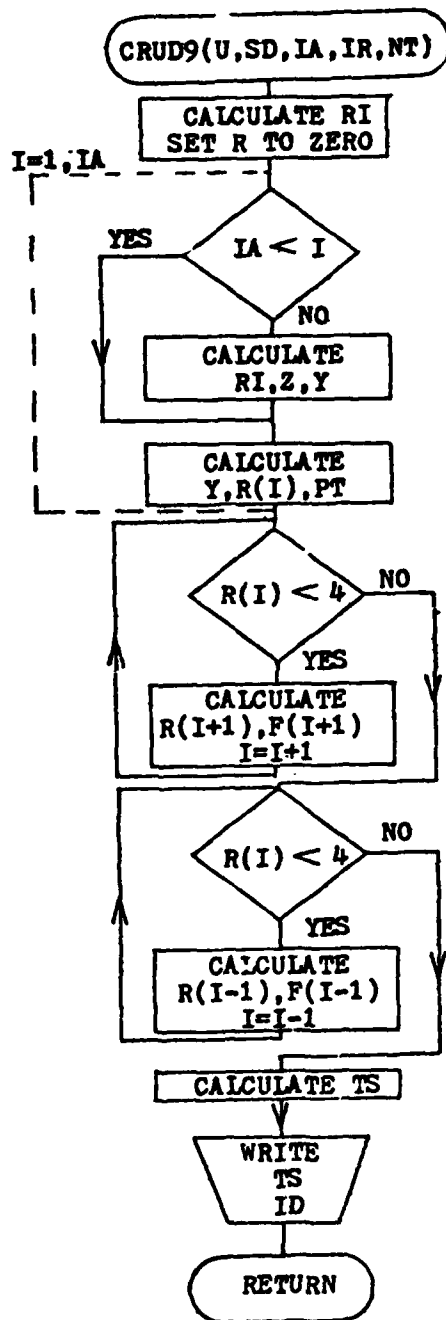 CRUD9(U,SD,IA,IR,NT)
CALCULATE RI
SET R TO ZERO
I=1,IA
YES
IA < I
NO
CALCULATE
RI,Z,Y
CALCULATE
Y,R(I),PT
R(I) < 4
NO
YES
CALCULATE
R(I+1),F(I+1)
I=I+1
R(I) < 4
NO
YES
CALCULATE
R(I-1),F(I-1)
I=I-1
CALCULATE TS
WRITE
TS
ID
RETURN